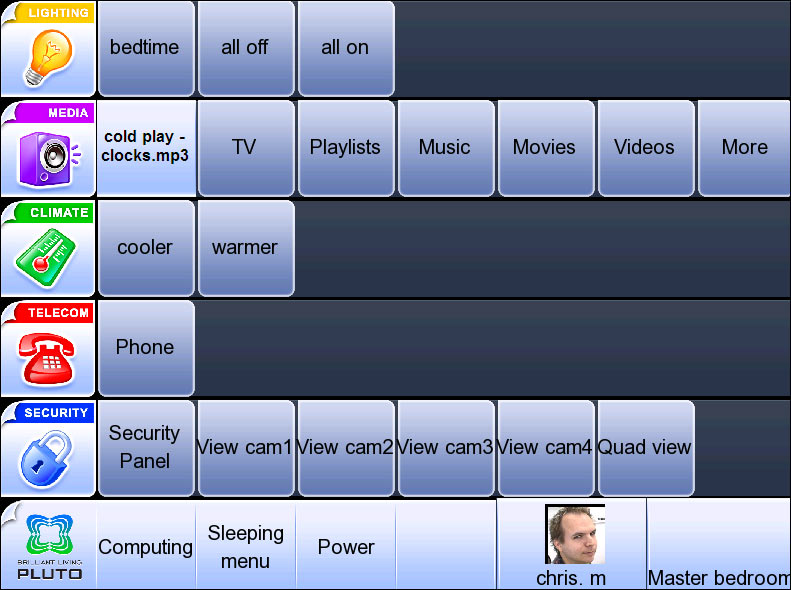 LIGHTING
bedtime
all off
all on
MEDIA
cold play -
clocks.mp3
TV
Playlists
Music
Movies
Videos
More
CLIMATE
cooler
warmer
TELECOM
Phone
SECURITY
Security
Panel
View cam1
View cam2
View cam3
View cam4
Quad view
BRILLIANT LIVING
PLUTO
Computing
Sleeping
menu
Power
chris. m
Master bedroom